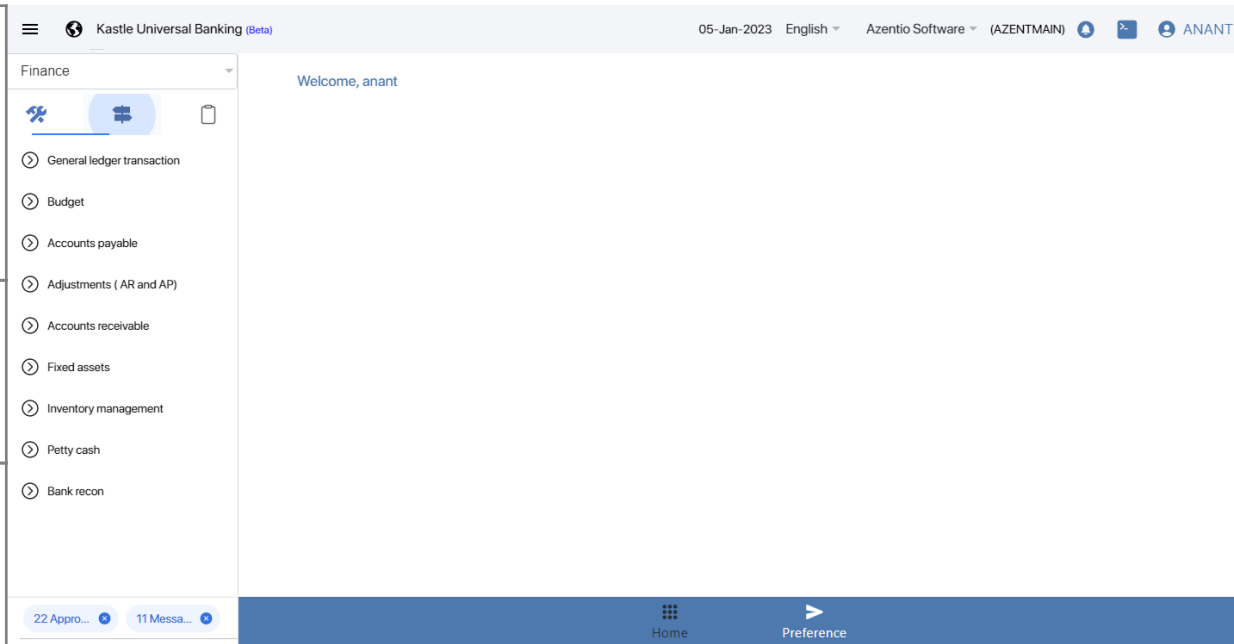 Kastle Universal Banking (Beta)
05-Jan-2023 English Azentio Software (AZENTMAIN) ANANT
Finance
Welcome, anant
General ledger transaction
Budget
Accounts payable
Adjustments ( AR and AP)
Accounts receivable
Fixed assets
Inventory management
Petty cash
Bank recon
22 Appro... 11 Messa...
Home Preference